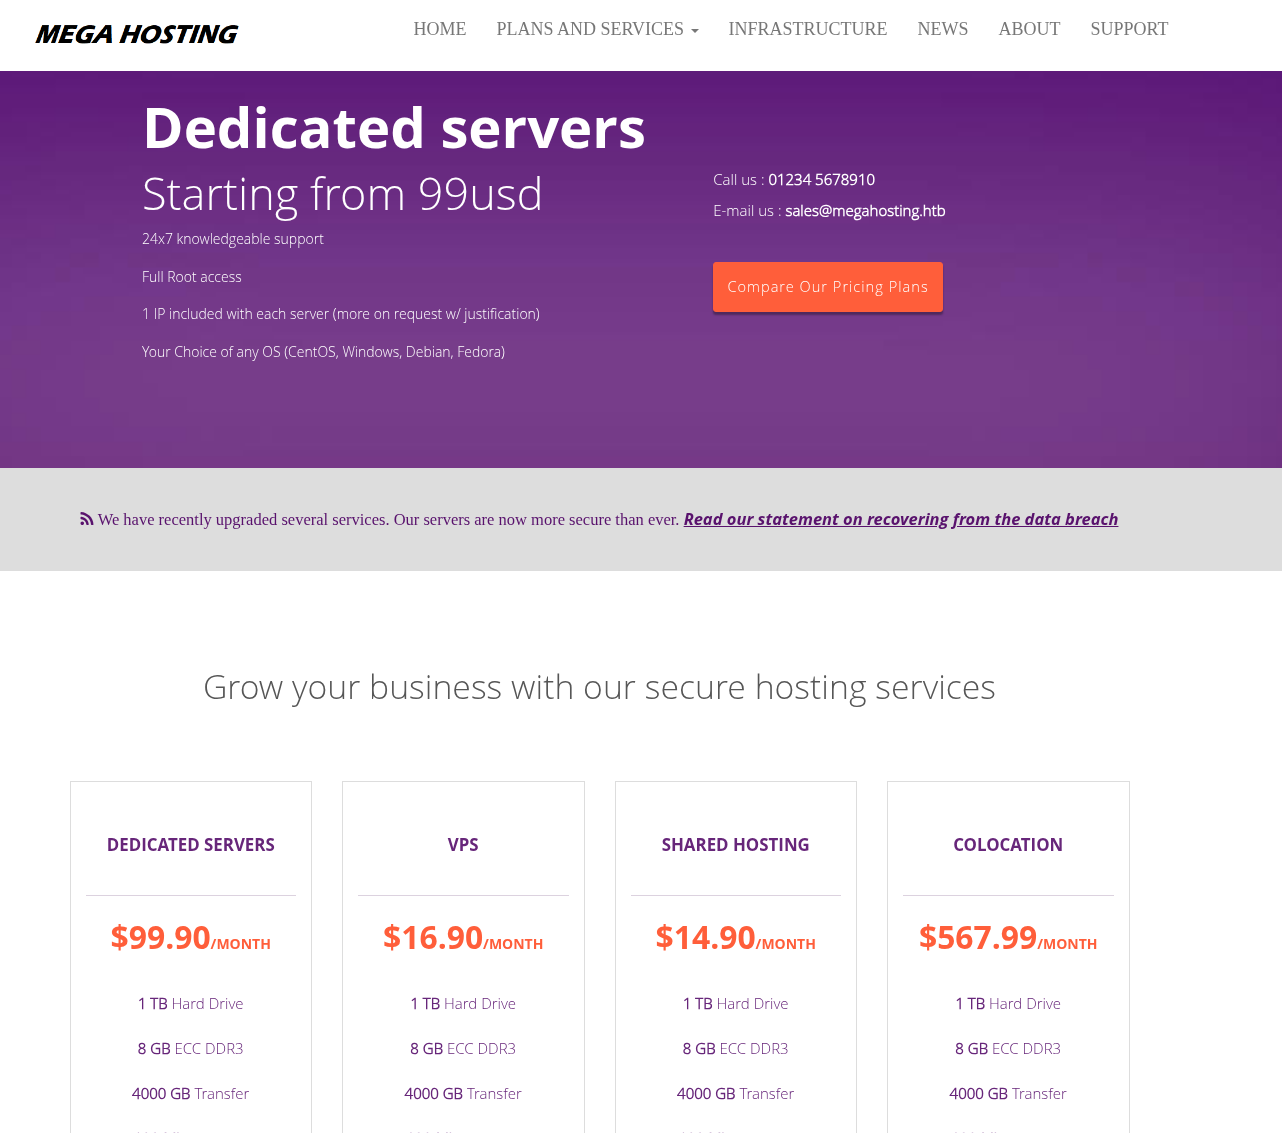 MEGA HOSTING
HOME PLANS AND SERVICES INFRASTRUCTURE NEWS ABOUT SUPPORT
Dedicated servers
Starting from 99usd
24x7 knowledgeable support
Full Root access
1 IP included with each server (more on request w/ justification)
Your Choice of any OS (CentOS, Windows, Debian, Fedora)
Call us : 01234 5678910
E-mail us : sales@megahosting.htb
Compare Our Pricing Plans
We have recently upgraded several services. Our servers are now more secure than ever. Read our statement on recovering from the data breach
Grow your business with our secure hosting services
DEDICATED SERVERS
$99.90/MONTH
1 TB Hard Drive
8 GB ECC DDR3
4000 GB Transfer
VPS
$16.90/MONTH
1 TB Hard Drive
8 GB ECC DDR3
4000 GB Transfer
SHARED HOSTING
$14.90/MONTH
1 TB Hard Drive
8 GB ECC DDR3
4000 GB Transfer
COLOCATION
$567.99/MONTH
1 TB Hard Drive
8 GB ECC DDR3
4000 GB Transfer